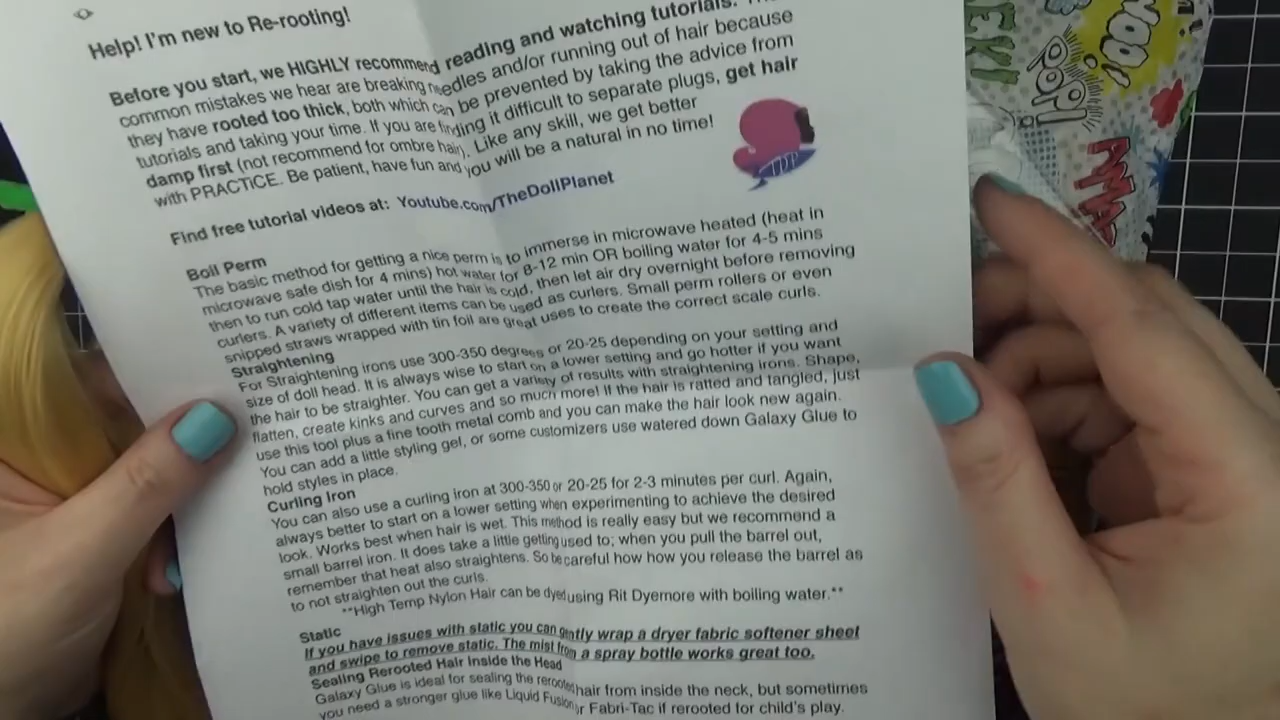 Help! I'm new to Re-rooting!
Before you start, we HIGHLY recommend reading and watching tutorials.
common mistakes we hear are breaking needles and/or running out of hair because
they have rooted too thick, both which can be prevented by taking the advice from
tutorials and taking your time. If you are finding it difficult to separate plugs, get hair
damp first (not recommend for ombre hair). Like any skill, we get better
with PRACTICE. Be patient, have fun and you will be a natural in no time!
TDP
Find free tutorial videos at: Youtube.com/TheDollPlanet
Boil Perm
The basic method for getting a nice perm is to immerse in microwave heated (heat in
microwave safe dish for 4 mins) hot water for 8-12 min OR boiling water for 4-5 mins
then to run cold tap water until the hair is cold, then let air dry overnight before removing
curlers. A variety of different items can be used as curlers. Small perm rollers or even
snipped straws wrapped with tin foil are great uses to create the correct scale curls.
Straightening
For Straightening irons use 300-350 degrees or 20-25 depending on your setting and
size of doll head. It is always wise to start on a lower setting and go hotter if you want
the hair to be straighter. You can get a variety of results with straightening irons. Shape,
flatten, create kinks and curves and so much more! If the hair is ratted and tangled, just
use this tool plus a fine tooth metal comb and you can make the hair look new again.
You can add a little styling gel, or some customizers use watered down Galaxy Glue to
hold styles in place.
Curling Iron
You can also use a curling iron at 300-350 or 20-25 for 2-3 minutes per curl. Again,
always better to start on a lower setting when experimenting to achieve the desired
look. Works best when hair is wet. This method is really easy but we recommend a
small barrel iron. It does take a little getting used to; when you pull the barrel out,
remember that heat also straightens. So be careful how how you release the barrel as
to not straighten out the curls.
**High Temp Nylon Hair can be dyed using Rit Dyemore with boiling water.**
Static
If you have issues with static you can gently wrap a dryer fabric softener sheet
and swipe to remove static. The mist from a spray bottle works great too.
Sealing Rerooted Hair Inside the Head
Galaxy Glue is ideal for sealing the rerooted hair from inside the neck, but sometimes
you need a stronger glue like Liquid Fusion or Fabri-Tac if rerooted for child's play.
EEK!
POP!